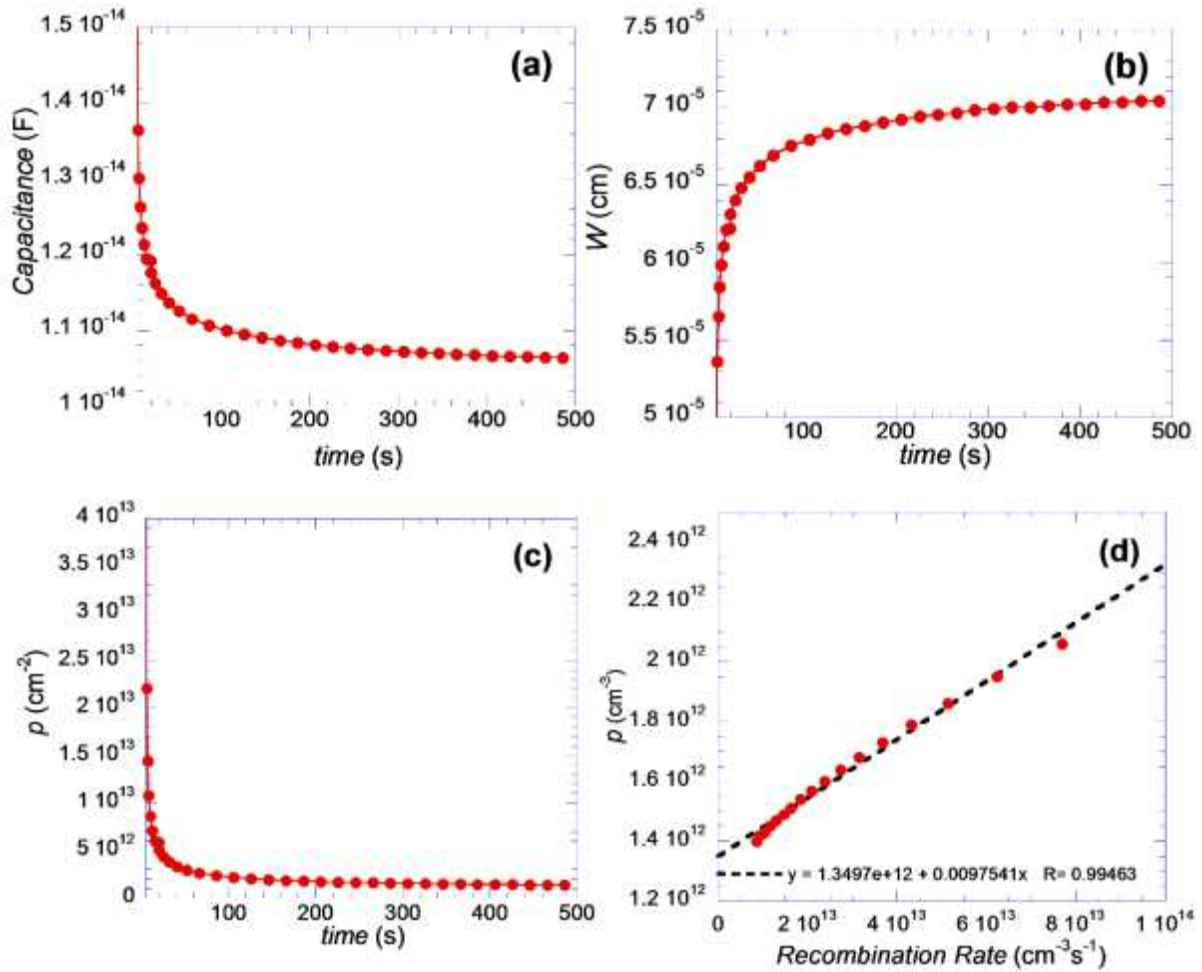 (a)
Capacitance (F)
1.5 10-14
1.4 10-14
1.3 10-14
1.2 10-14
1.1 10-14
1 10-14
100 200 300 400 500
time (s)
(b)
W (cm)
7.5 10-5
7 10-5
6.5 10-5
6 10-5
5.5 10-5
5 10-5
100 200 300 400 500
time (s)
(c)
p (cm-2)
4 1013
3.5 1013
3 1013
2.5 1013
2 1013
1.5 1013
1 1013
5 1012
0
100 200 300 400 500
time (s)
(d)
p (cm-3)
2.4 1012
2.2 1012
2 1012
1.8 1012
1.6 1012
1.4 1012
1.2 1012
y = 1.3497e+12 + 0.0097541x R= 0.99463
0 2 1013 4 1013 6 1013 8 1013 1 1014
Recombination Rate (cm-3s-1)